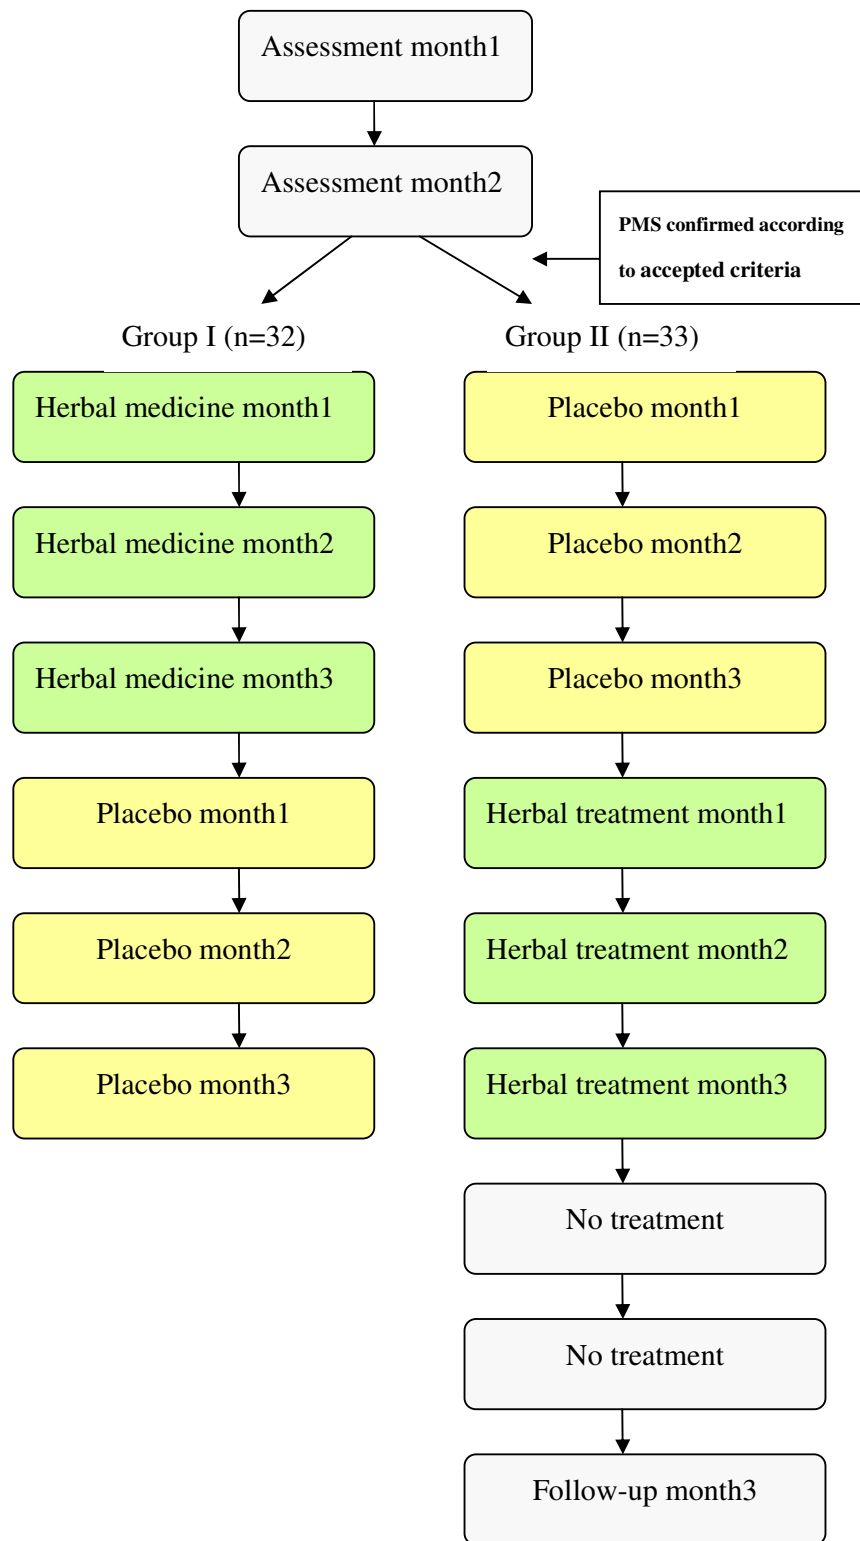 Assessment month1
Assessment month2
PMS confirmed according
to accepted criteria
Group I (n=32)
Herbal medicine month1
Herbal medicine month2
Herbal medicine month3
Placebo month1
Placebo month2
Placebo month3
Group II (n=33)
Placebo month1
Placebo month2
Placebo month3
Herbal treatment month1
Herbal treatment month2
Herbal treatment month3
No treatment
No treatment
Follow-up month3